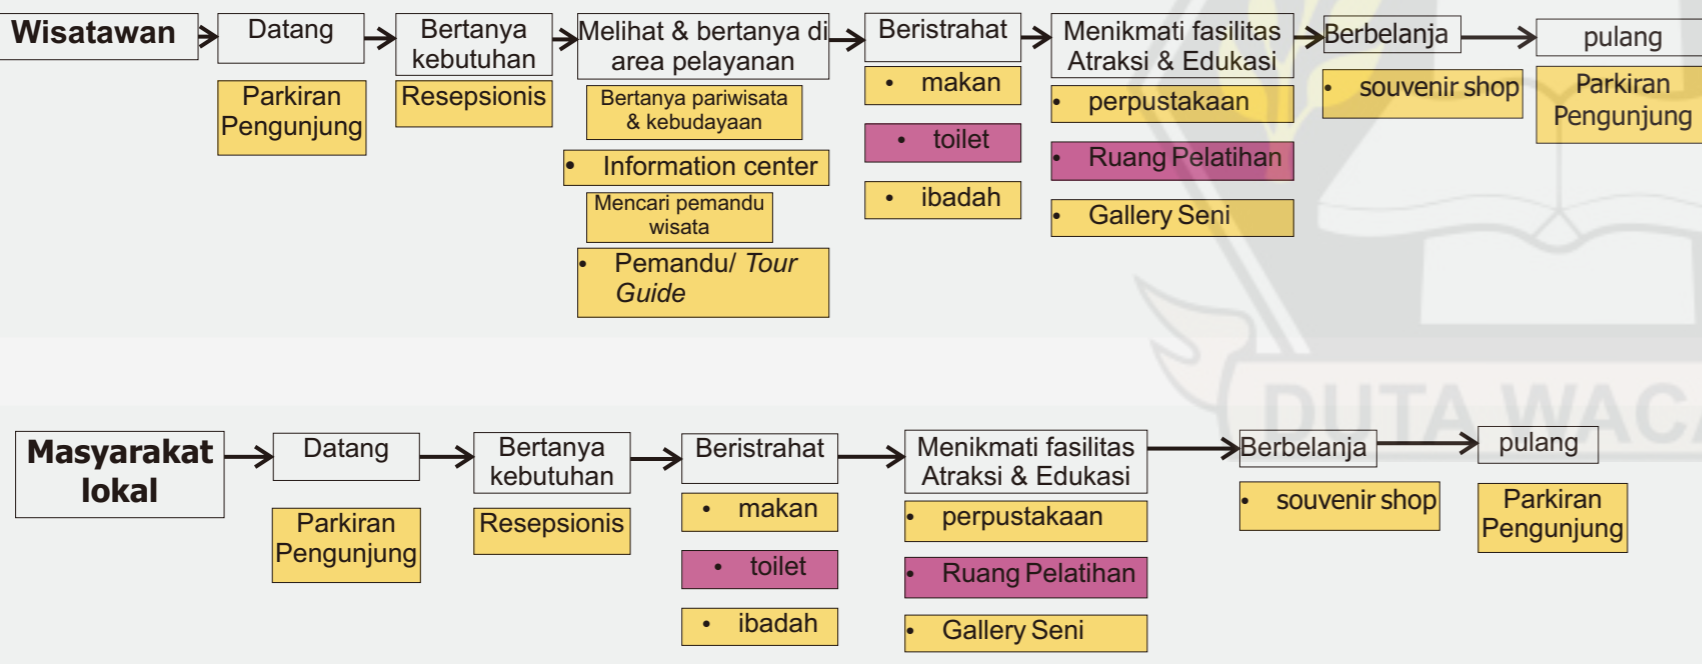 Wisatawan
Datang
Parkiran
Pengunjung
Bertanya
kebutuhan
Resepsionis
Melihat & bertanya di
area pelayanan
Bertanya pariwisata
& kebudayaan
• Information center
Mencari pemandu
wisata
• Pemandu/ Tour
Guide
Beristrahat
• makan
• toilet
• ibadah
Menikmati fasilitas
Atraksi & Edukasi
• perpustakaan
• Ruang Pelatihan
• Gallery Seni
Berbelanja
• souvenir shop
pulang
Parkiran
Pengunjung
DUTA WACA
Masyarakat
lokal
Datang
Parkiran
Pengunjung
Bertanya
kebutuhan
Resepsionis
Beristrahat
• makan
• toilet
• ibadah
Menikmati fasilitas
Atraksi & Edukasi
• perpustakaan
• Ruang Pelatihan
• Gallery Seni
Berbelanja
• souvenir shop
pulang
Parkiran
Pengunjung